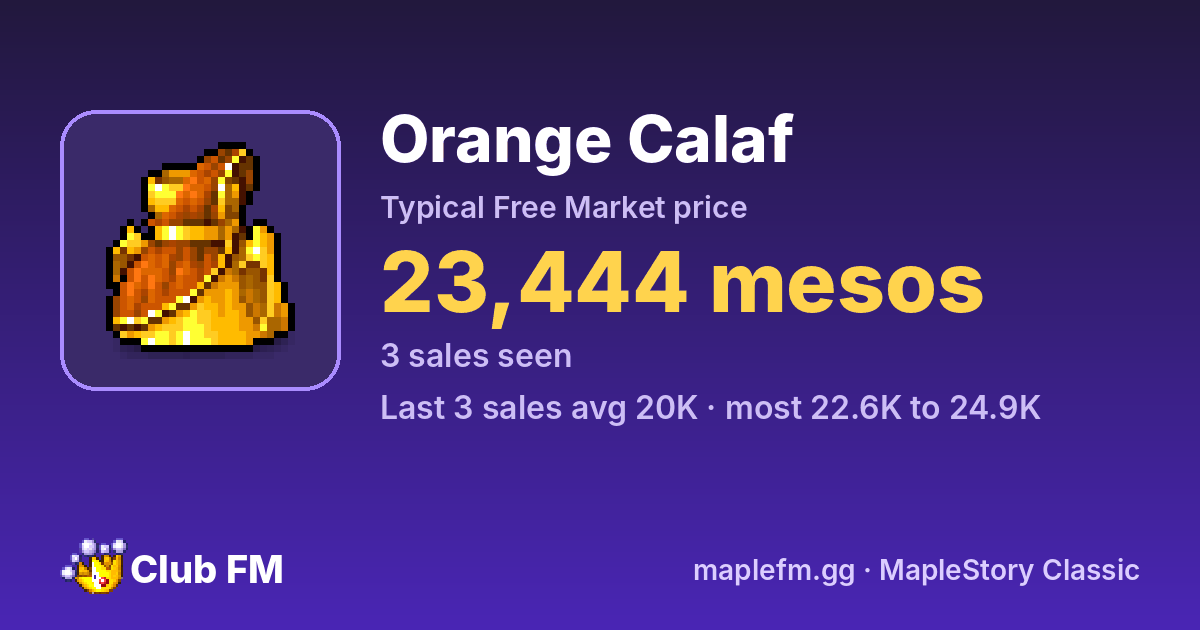 Orange Calaf
Typical Free Market price
23,444 mesos
3 sales seen
Last 3 sales avg 20K · most 22.6K to 24.9K
Club FM
maplefm.gg · MapleStory Classic